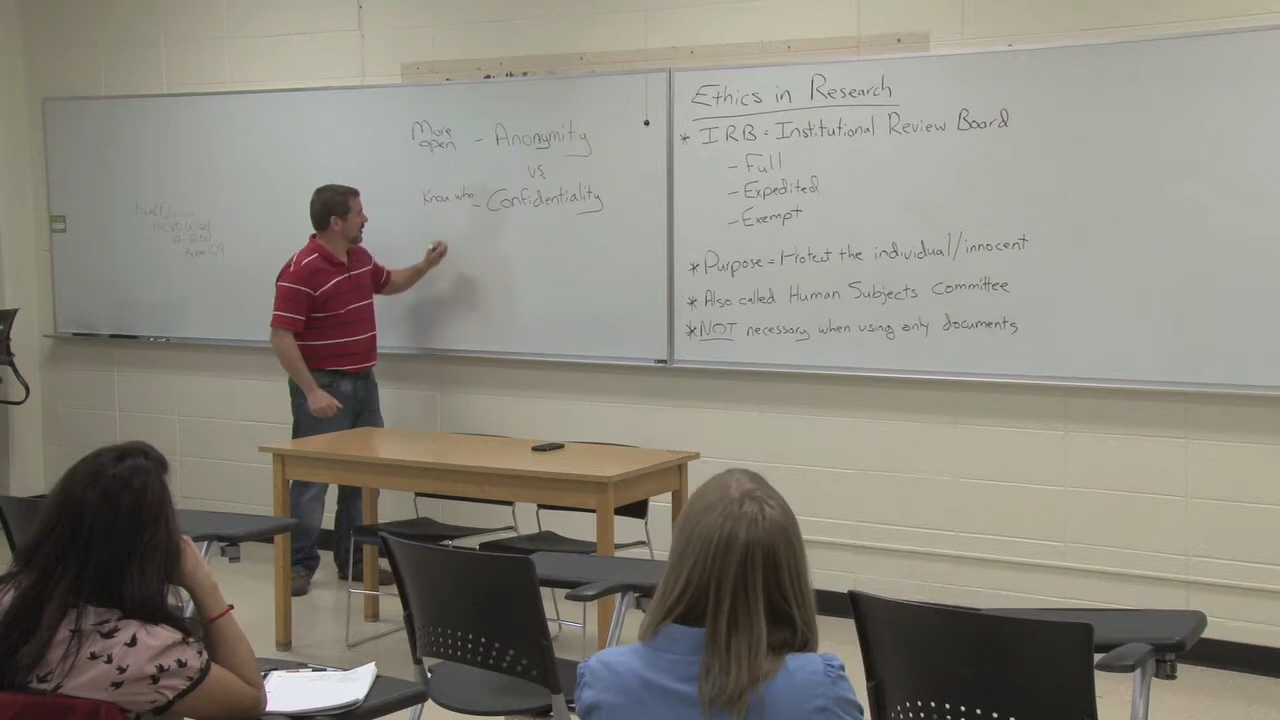 More
open
- Anonymity
vs.
Know who
- Confidentiality
Ethics in Research
* IRB = Institutional Review Board
- Full
- Expedited
- Exempt
* Purpose = Protect the individual/innocent
* Also called Human Subjects Committee
* NOT necessary when using only documents